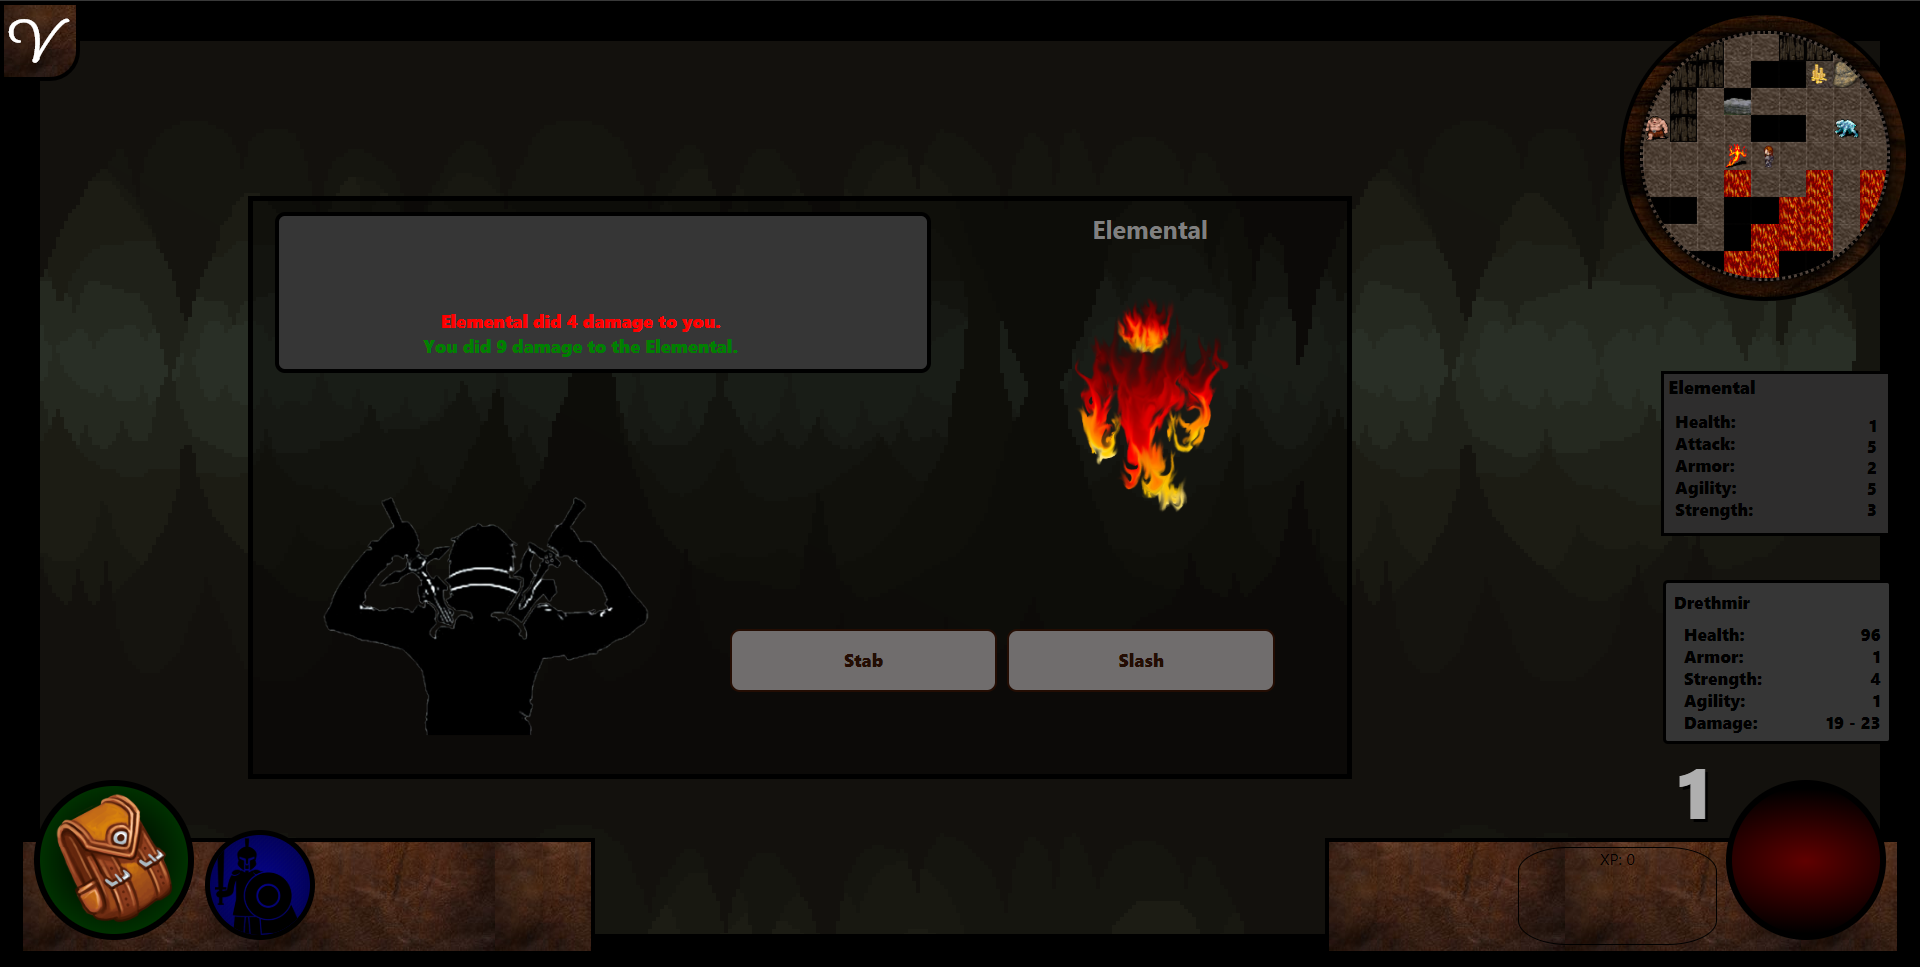 V
Elemental
Elemental did 4 damage to you.
You did 9 damage to the Elemental.
Stab
Slash
Elemental
Health: 1
Attack: 5
Armor: 2
Agility: 5
Strength: 3
Drethmir
Health: 96
Armor: 1
Strength: 4
Agility: 1
Damage: 19 - 23
1
XP: 0